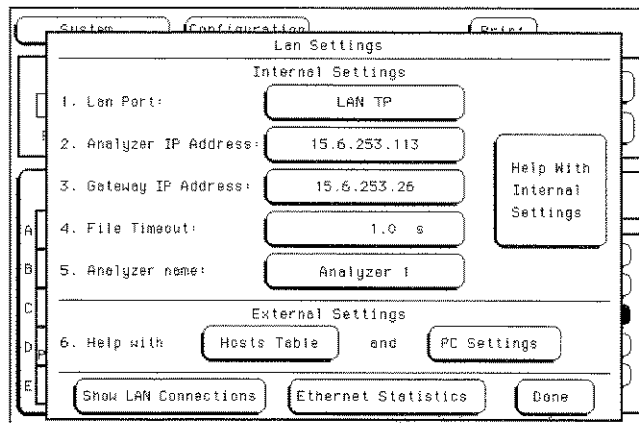 System Configuration Print
Lan Settings
Internal Settings
1. Lan Port: LAN TP
2. Analyzer IP Address: 15.6.253.113
3. Gateway IP Address: 15.6.253.26
4. File Timeout: 1.0 s
5. Analyzer name: Analyzer 1
Help With
Internal
Settings
External Settings
6. Help with Hosts Table and PC Settings
Show LAN Connections Ethernet Statistics Done
A
B
C
D P
E